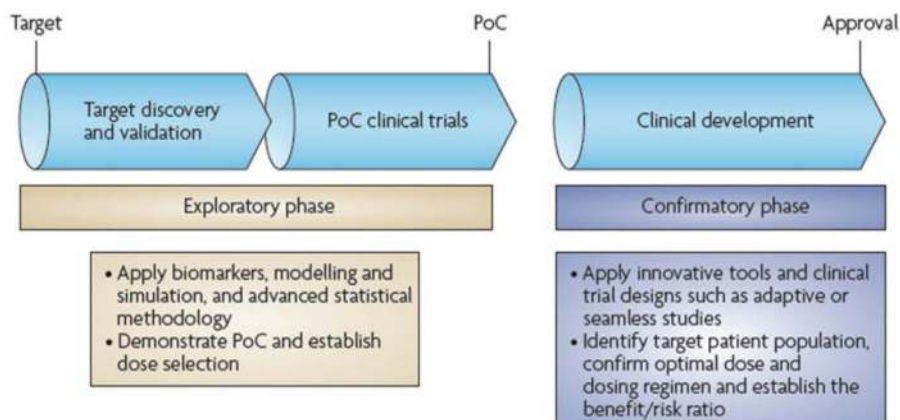 Target
PoC
Approval
Target discovery
and validation
PoC clinical trials
Clinical development
Exploratory phase
Confirmatory phase
• Apply biomarkers, modelling and
simulation, and advanced statistical
methodology
• Demonstrate PoC and establish
dose selection
• Apply innovative tools and clinical
trial designs such as adaptive or
seamless studies
• Identify target patient population,
confirm optimal dose and
dosing regimen and establish the
benefit/risk ratio